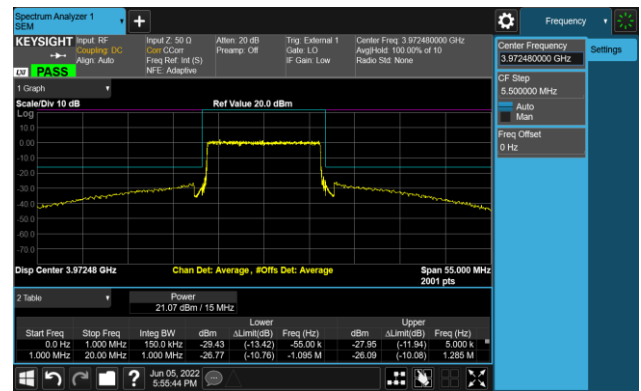 Spectrum Analyzer 1
SEM
Frequency
KEYSIGHT
Input: RF
Coupling: DC
Align: Auto
Input Z: 50 Ω
Corr CCorr
Freq Ref: Int (S)
NFE: Adaptive
Atten: 20 dB
Preamp: Off
Trig: External 1
Gate: LO
IF Gain: Low
Center Freq: 3.972480000 GHz
Avg|Hold: 100.00% of 10
Radio Std: None
LXI PASS
Center Frequency
3.972480000 GHz
Settings
CF Step
5.500000 MHz
Auto
Man
Freq Offset
0 Hz
1 Graph
Scale/Div 10 dB
Ref Value 20.0 dBm
Log
10.0
0.00
-10.0
-20.0
-30.0
-40.0
-50.0
-60.0
-70.0
Disp Center 3.97248 GHz
Chan Det: Average, #Offs Det: Average
Span 55.000 MHz
2001 pts
2 Table
Power
21.07 dBm / 15 MHz
Lower Upper
Start Freq Stop Freq Integ BW dBm ΔLimit(dB) Freq (Hz) dBm ΔLimit(dB) Freq (Hz)
0.0 Hz 1.000 MHz 150.0 kHz -29.43 (-13.42) -55.00 k -27.95 (-11.94) 5.000 k
1.000 MHz 20.00 MHz 1.000 MHz -26.77 (-10.76) -1.095 M -26.09 (-10.08) 1.285 M
? Jun 05, 2022
5:55:44 PM